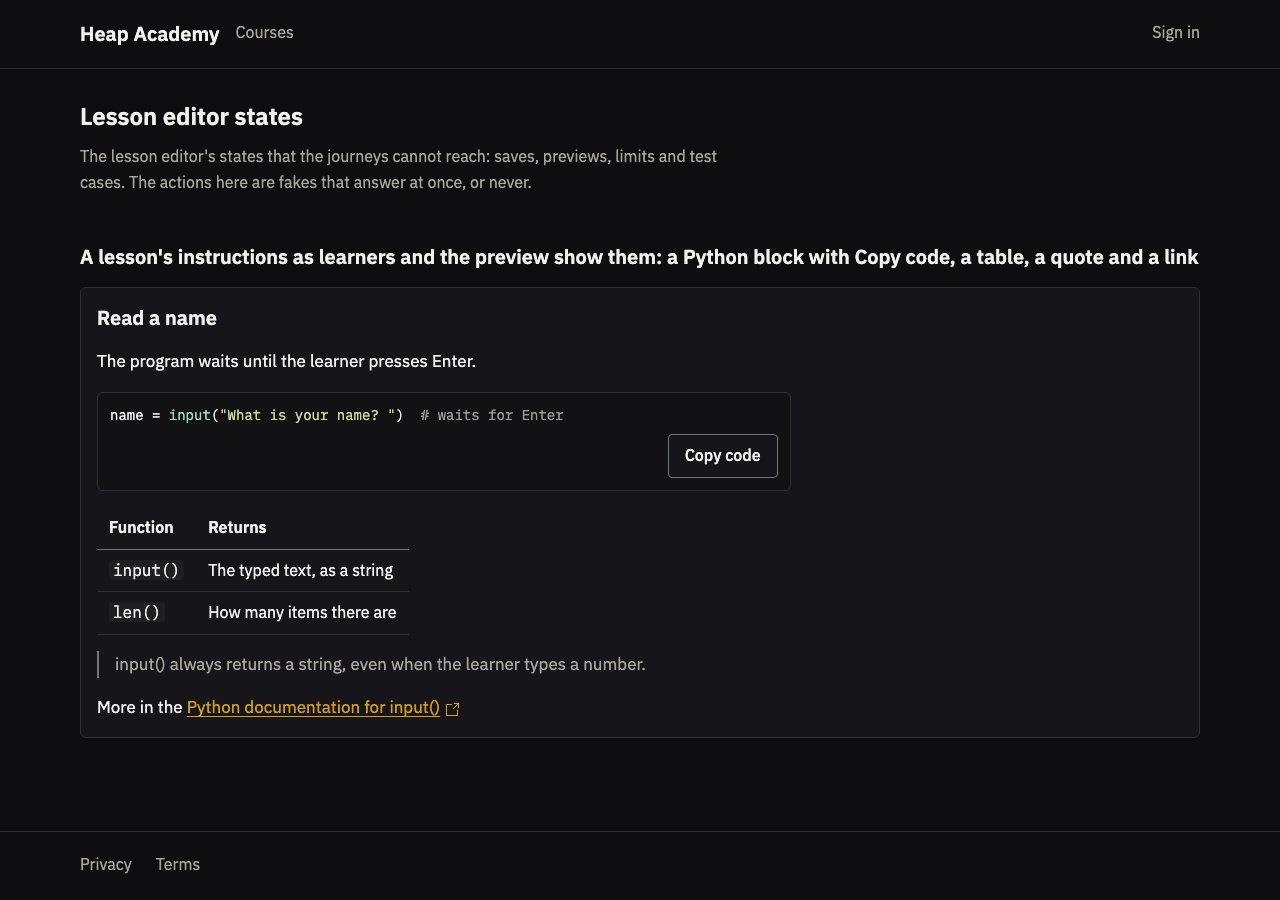 Heap Academy Courses Sign in
Lesson editor states
The lesson editor's states that the journeys cannot reach: saves, previews, limits and test
cases. The actions here are fakes that answer at once, or never.
A lesson's instructions as learners and the preview show them: a Python block with Copy code, a table, a quote and a link
Read a name
The program waits until the learner presses Enter.
name = input("What is your name? ")  # waits for Enter
Copy code
Function Returns
input() The typed text, as a string
len() How many items there are
input() always returns a string, even when the learner types a number.
More in the Python documentation for input()
Privacy Terms